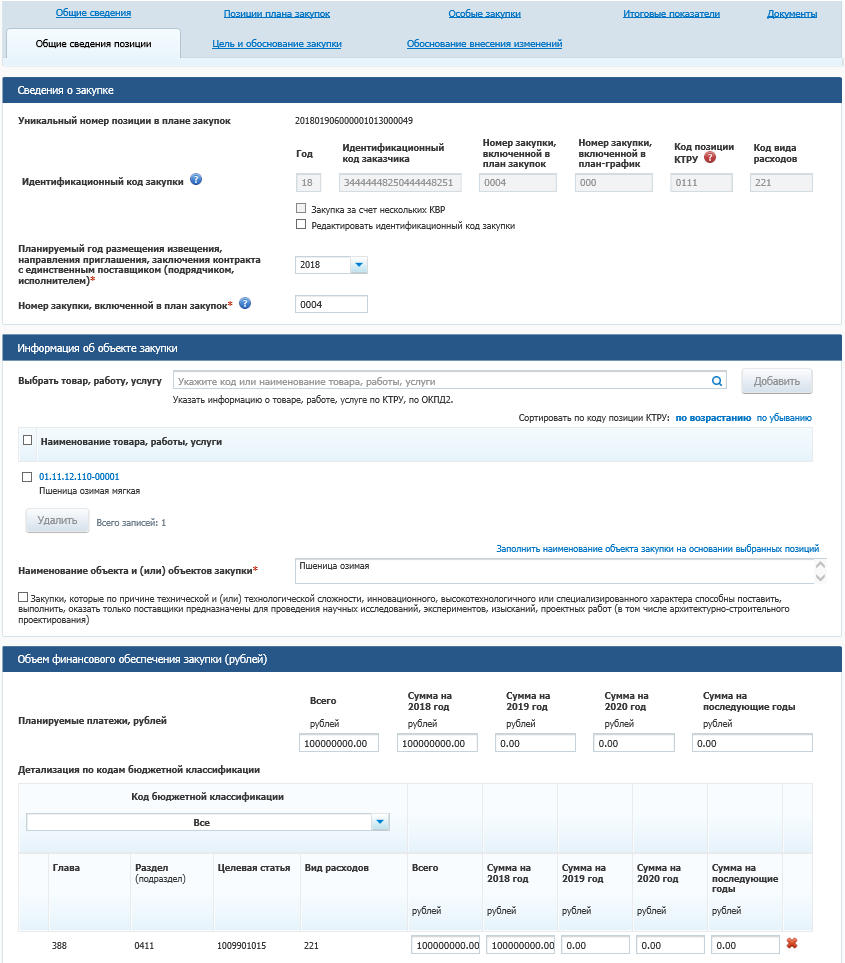 Общие сведения
Позиции плана закупок
Особые закупки
Итоговые показатели
Документы
Общие сведения позиции
Цель и обоснование закупки
Обоснование внесения изменений
Сведения о закупке
Уникальный номер позиции в плане закупок
201801906000001013000049
Год
Идентификационный
код заказчика
Номер закупки,
включенной в
план закупок
Номер закупки,
включенной в
план-график
Код позиции
КТРУ ?
Код вида
расходов
Идентификационный код закупки ?
18
34444448250444448251
0004
000
0111
221
Закупка за счет нескольких КВР
Редактировать идентификационный код закупки
Планируемый год размещения извещения,
направления приглашения, заключения контракта
с единственным поставщиком (подрядчиком,
исполнителем)*
2018
Номер закупки, включенной в план закупок* ?
0004
Информация об объекте закупки
Выбрать товар, работу, услугу
Укажите код или наименование товара, работы, услуги
Добавить
Указать информацию о товаре, работе, услуге по КТРУ, по ОКПД2.
Сортировать по коду позиции КТРУ: по возрастанию по убыванию
Наименование товара, работы, услуги
01.11.12.110-00001
Пшеница озимая мягкая
Удалить
Всего записей: 1
Заполнить наименование объекта закупки на основании выбранных позиций
Наименование объекта и (или) объектов закупки*
Пшеница озимая
Закупки, которые по причине технической и (или) технологической сложности, инновационного, высокотехнологичного или специализированного характера способны поставить,
выполнить, оказать только поставщики предназначены для проведения научных исследований, экспериментов, изысканий, проектных работ (в том числе архитектурно-строительного
проектирования)
Объем финансового обеспечения закупки (рублей)
Планируемые платежи, рублей
Всего
рублей
100000000.00
Сумма на
2018 год
рублей
100000000.00
Сумма на
2019 год
рублей
0.00
Сумма на
2020 год
рублей
0.00
Сумма на
последующие годы
рублей
0.00
Детализация по кодам бюджетной классификации
Код бюджетной классификации
Все
Глава
Раздел
(подраздел)
Целевая статья
Вид расходов
Всего
рублей
Сумма на
2018 год
рублей
Сумма на
2019 год
рублей
Сумма на
2020 год
рублей
Сумма на
последующие
годы
рублей
388
0411
1009901015
221
100000000.00
100000000.00
0.00
0.00
0.00